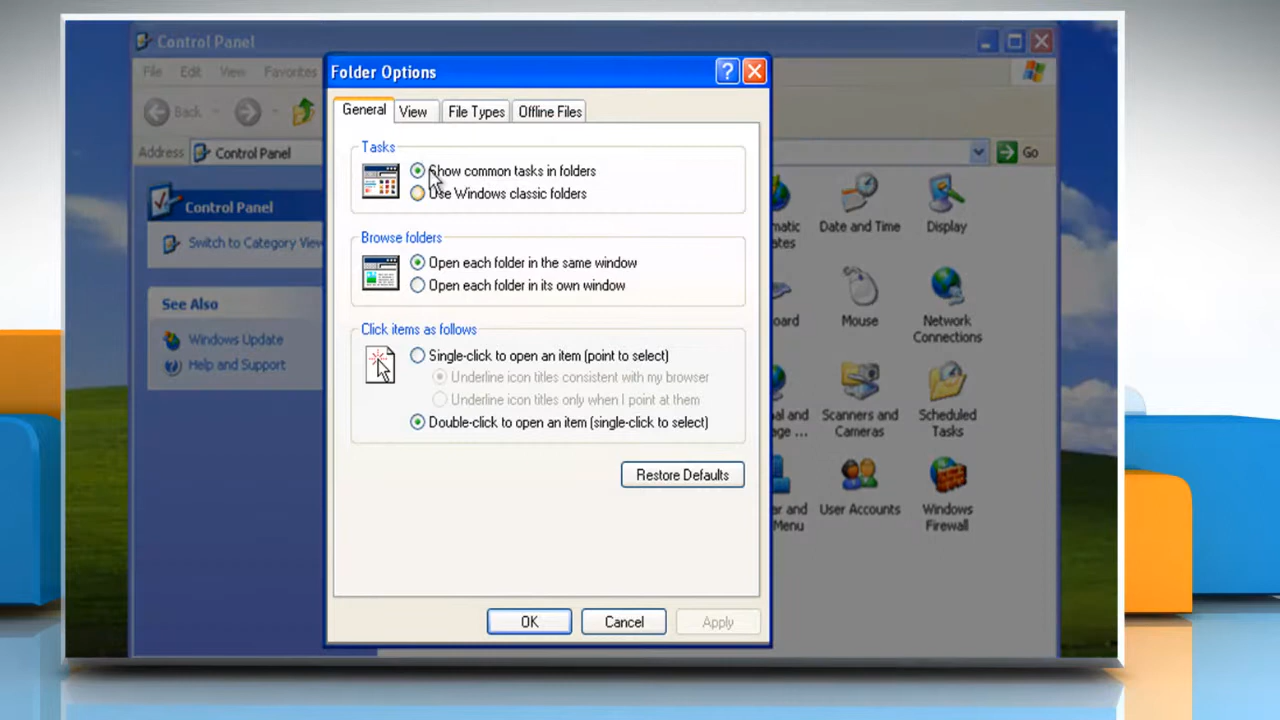 Control Panel
File Edit View Favorites
Back
Address Control Panel
Go
Control Panel
Switch to Category View
See Also
Windows Update
Help and Support
Folder Options
General View File Types Offline Files
Tasks
Show common tasks in folders
Use Windows classic folders
Browse folders
Open each folder in the same window
Open each folder in its own window
Click items as follows
Single-click to open an item (point to select)
Underline icon titles consistent with my browser
Underline icon titles only when I point at them
Double-click to open an item (single-click to select)
Restore Defaults
OK Cancel Apply
Date and Time Display
Mouse Network
Connections
Scanners and Scheduled
Cameras Tasks
and User Accounts Windows
Menu Firewall